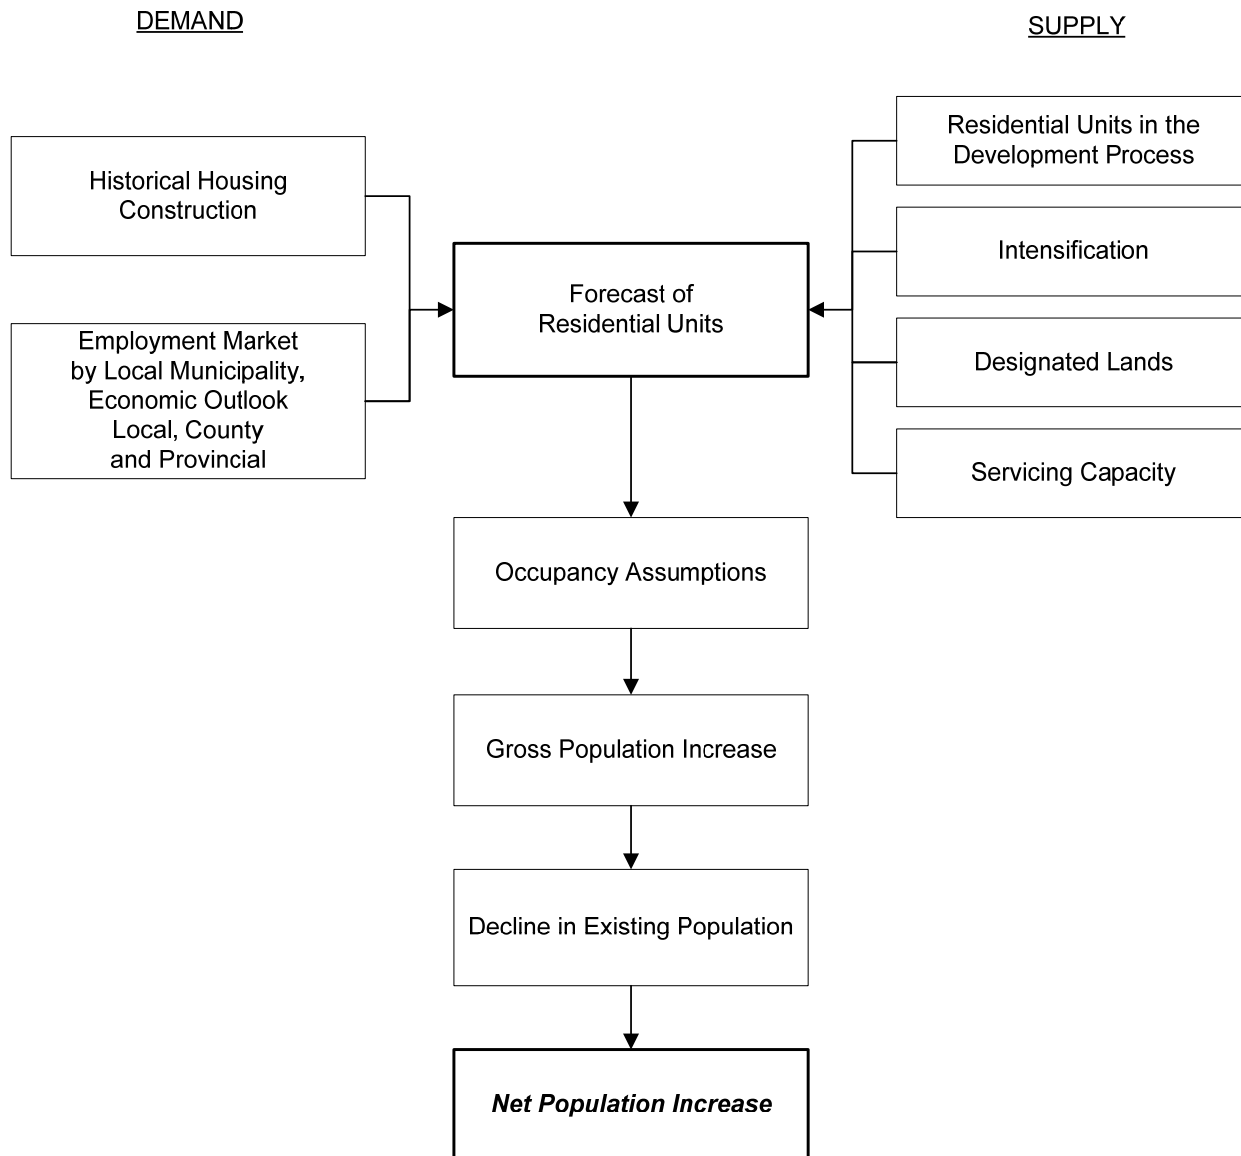 DEMAND
SUPPLY
Historical Housing
Construction
Employment Market
by Local Municipality,
Economic Outlook
Local, County
and Provincial
Forecast of
Residential Units
Residential Units in the
Development Process
Intensification
Designated Lands
Servicing Capacity
Occupancy Assumptions
Gross Population Increase
Decline in Existing Population
Net Population Increase